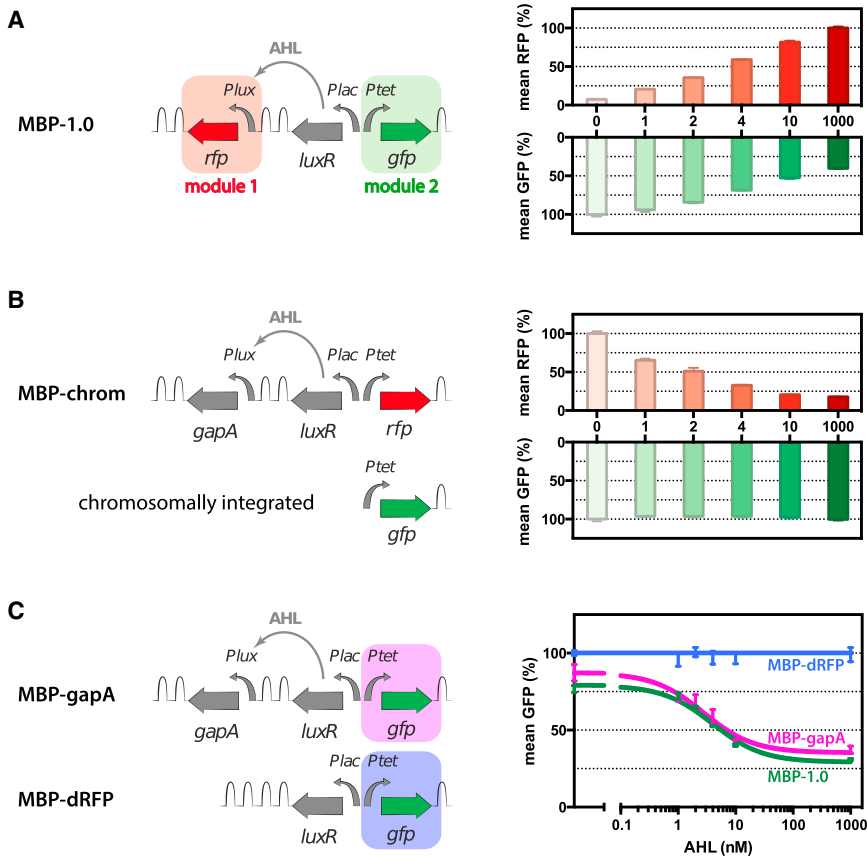 A
MBP-1.0
AHL
Plux
Plac
Ptet
rfp
luxR
gfp
module 1
module 2
mean RFP (%)
100
50
0
0 1 2 4 10 1000
mean GFP (%)
0
50
100
B
MBP-chrom
AHL
Plux
Plac
Ptet
gapA
luxR
rfp
chromosomally integrated
Ptet
gfp
mean RFP (%)
100
50
0
0 1 2 4 10 1000
mean GFP (%)
0
50
100
C
MBP-gapA
AHL
Plux
Plac
Ptet
gapA
luxR
gfp
MBP-dRFP
Plac
Ptet
luxR
gfp
mean GFP (%)
100
50
0
MBP-dRFP
MBP-gapA
MBP-1.0
0.1 1 10 100 1000
AHL (nM)